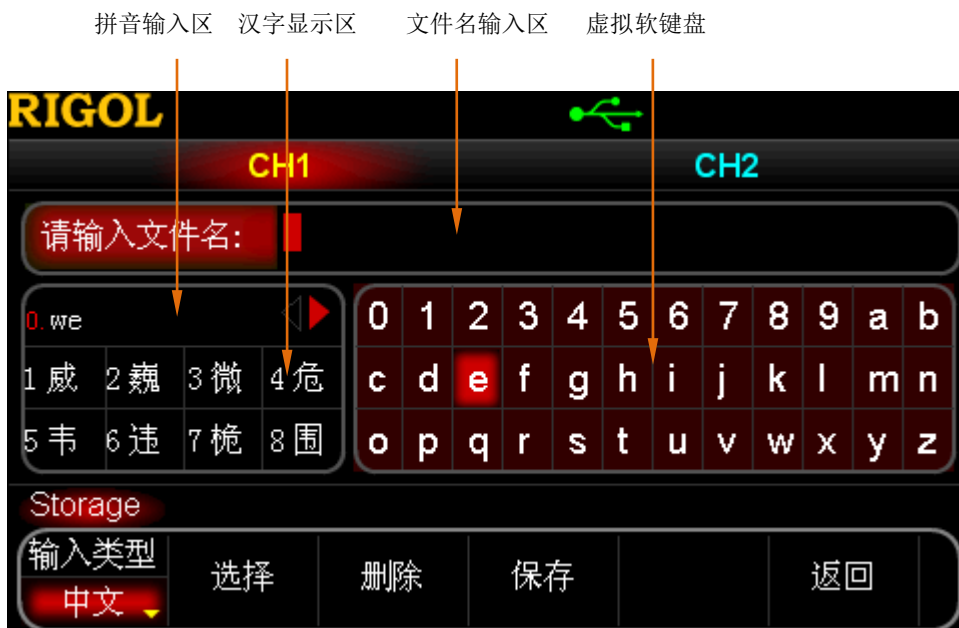 拼音输入区 汉字显示区 文件名输入区 虚拟软键盘
RIGOL
CH1 CH2
请输入文件名:
0.we
1威 2巍 3微 4危
5韦 6违 7桅 8围
0 1 2 3 4 5 6 7 8 9 a b
c d e f g h i j k l m n
o p q r s t u v w x y z
Storage
输入类型
中文
选择 删除 保存 返回